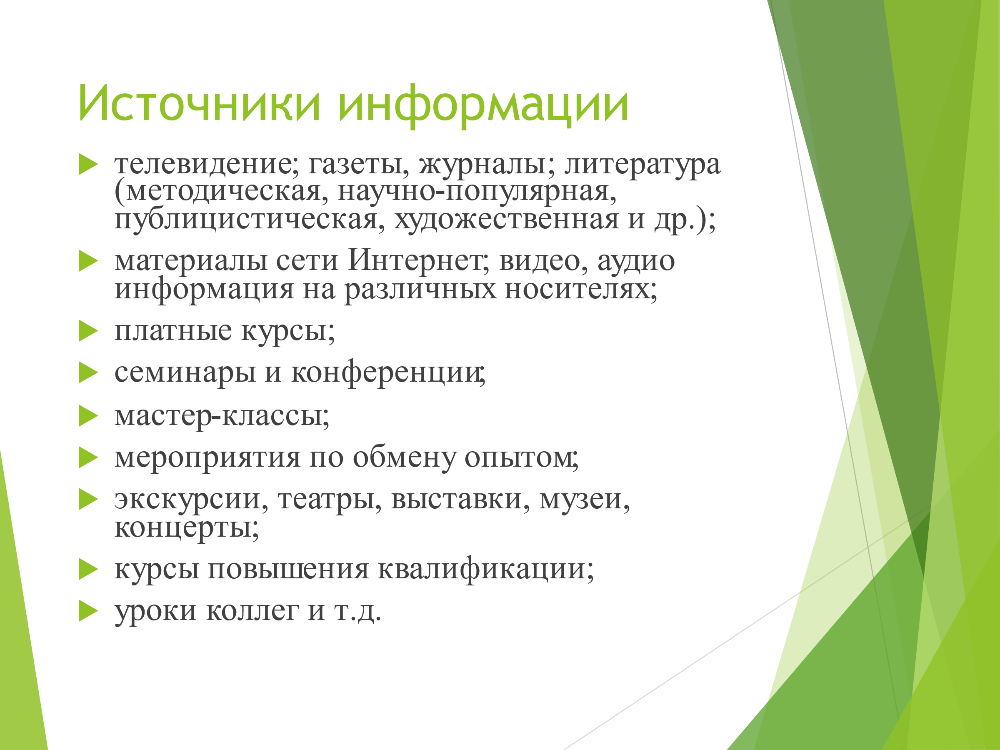 Источники информации
телевидение; газеты, журналы; литература
(методическая, научно-популярная,
публицистическая, художественная и др.);
материалы сети Интернет; видео, аудио
информация на различных носителях;
платные курсы;
семинары и конференции;
мастер-классы;
мероприятия по обмену опытом;
экскурсии, театры, выставки, музеи,
концерты;
курсы повышения квалификации;
уроки коллег и т.д.